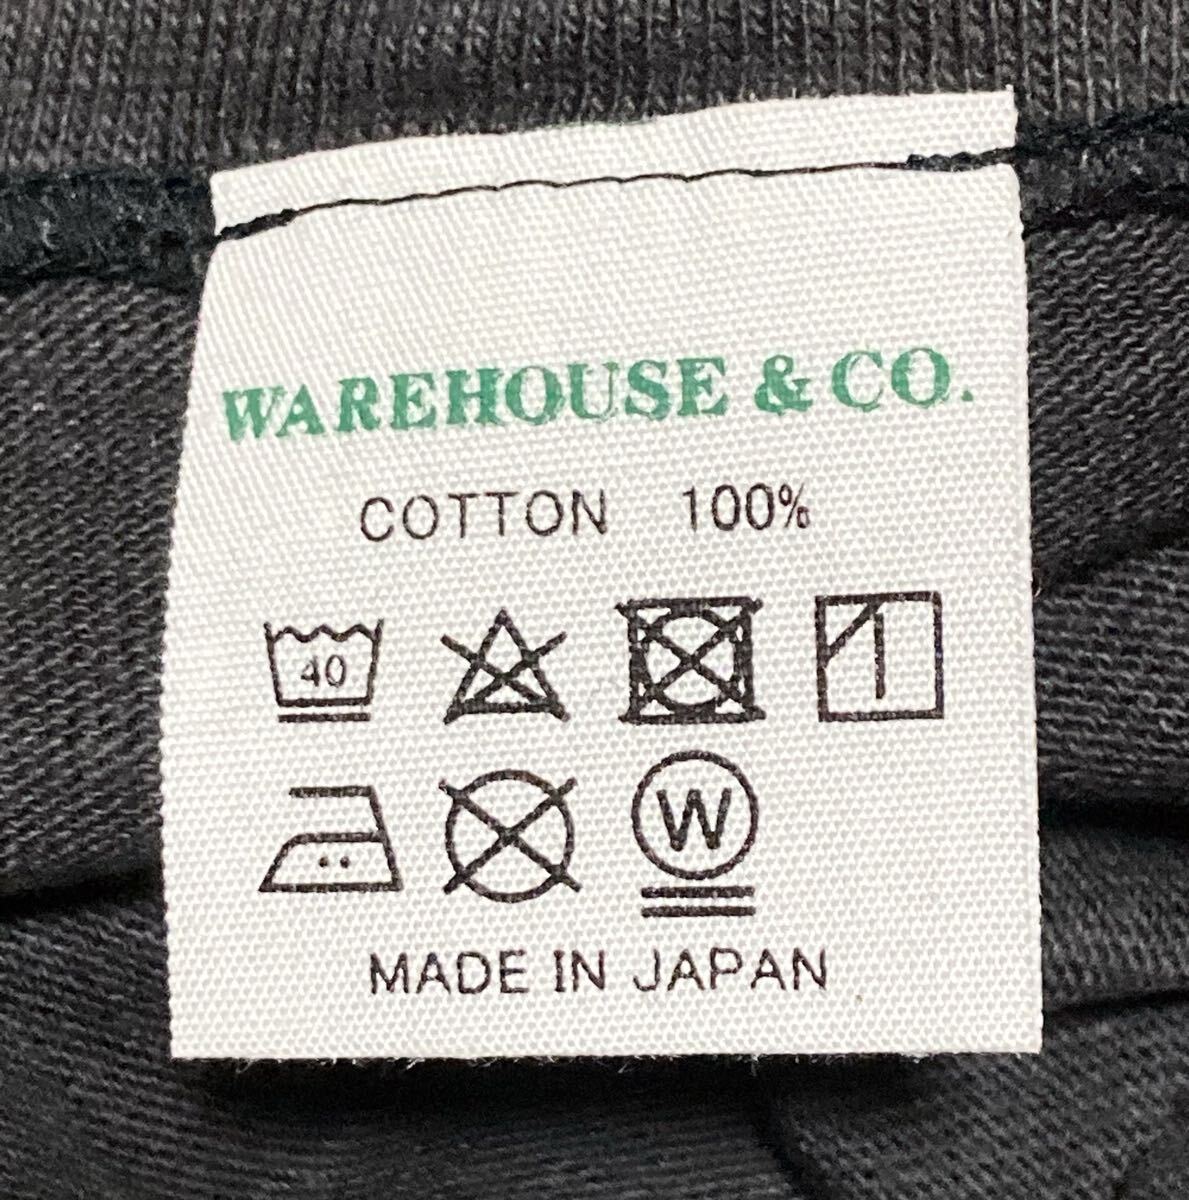 WAREHOUSE & CO.
COTTON 100%
40
W
MADE IN JAPAN